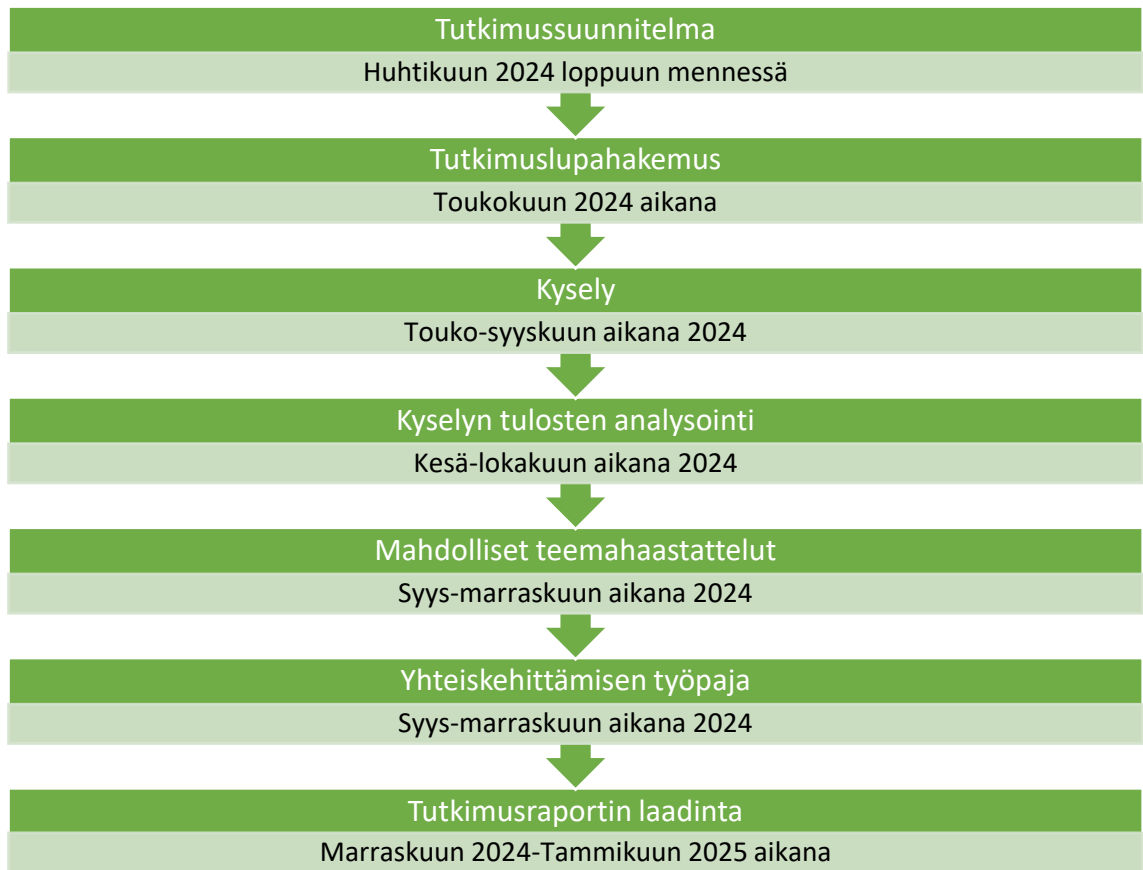 Tutkimussuunnitelma
Huhtikuun 2024 loppuun mennessä
Tutkimuslupahakemus
Toukokuun 2024 aikana
Kysely
Touko-syyskuun aikana 2024
Kyselyn tulosten analysointi
Kesä-lokakuun aikana 2024
Mahdolliset teemahaastattelut
Syys-marraskuun aikana 2024
Yhteiskehittämisen työpaja
Syys-marraskuun aikana 2024
Tutkimusraportin laadinta
Marraskuun 2024-Tammikuun 2025 aikana